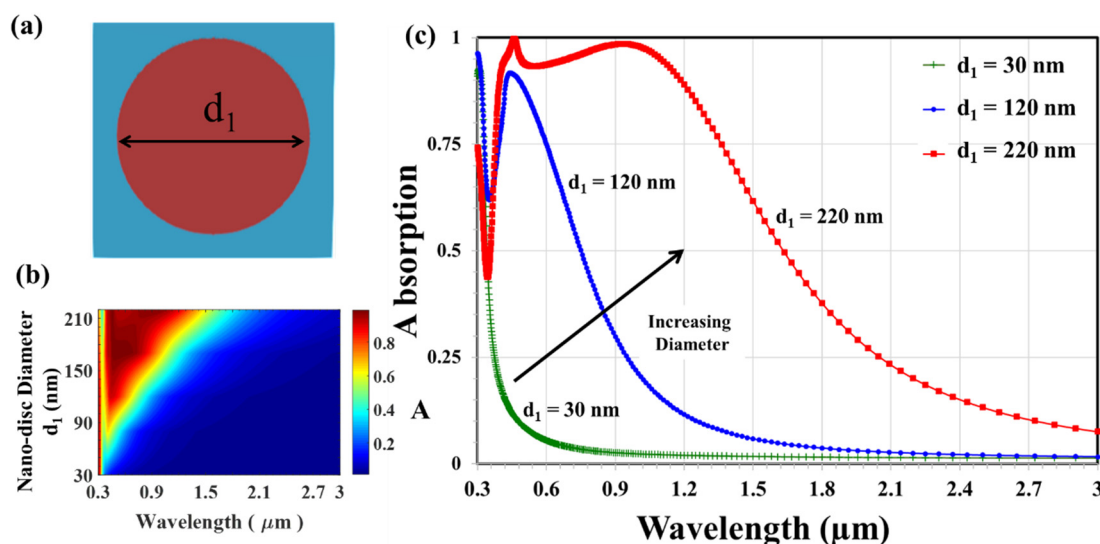 (a)
d1
(b)
Nano-disc Diameter
d1 (nm)
210
150
90
30
0.3
0.9
1.5
2.1
2.7
3
Wavelength ( μm)
0.8
0.6
0.4
0.2
A
(c)
A bsorption
1
0.75
0.5
0.25
0
d1 = 30 nm
d1 = 120 nm
d1 = 220 nm
d1 = 120 nm
d1 = 220 nm
Increasing
Diameter
d1 = 30 nm
0.3
0.6
0.9
1.2
1.5
1.8
2.1
2.4
2.7
3
Wavelength (μm)